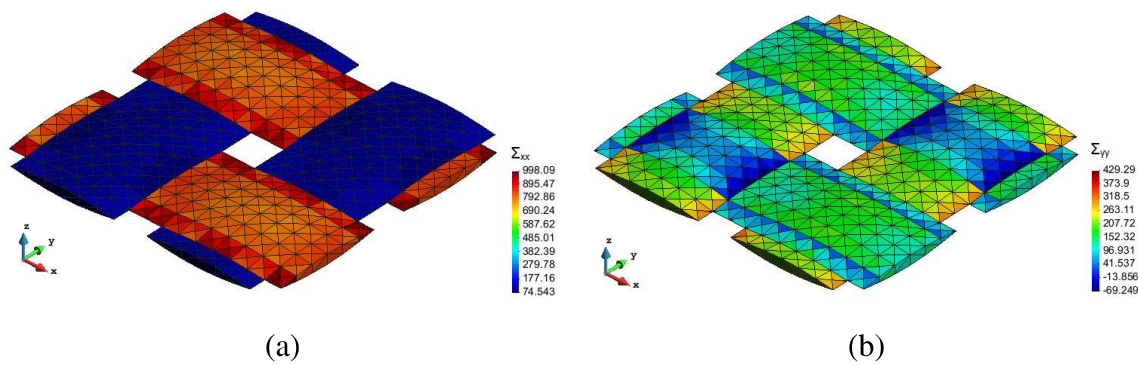 Σxx
998.09
895.47
792.86
690.24
587.62
485.01
382.39
279.78
177.16
74.543
z
y
x
(a)
Σyy
429.29
373.9
318.5
263.11
207.72
152.32
96.931
41.537
-13.856
-69.249
z
y
x
(b)